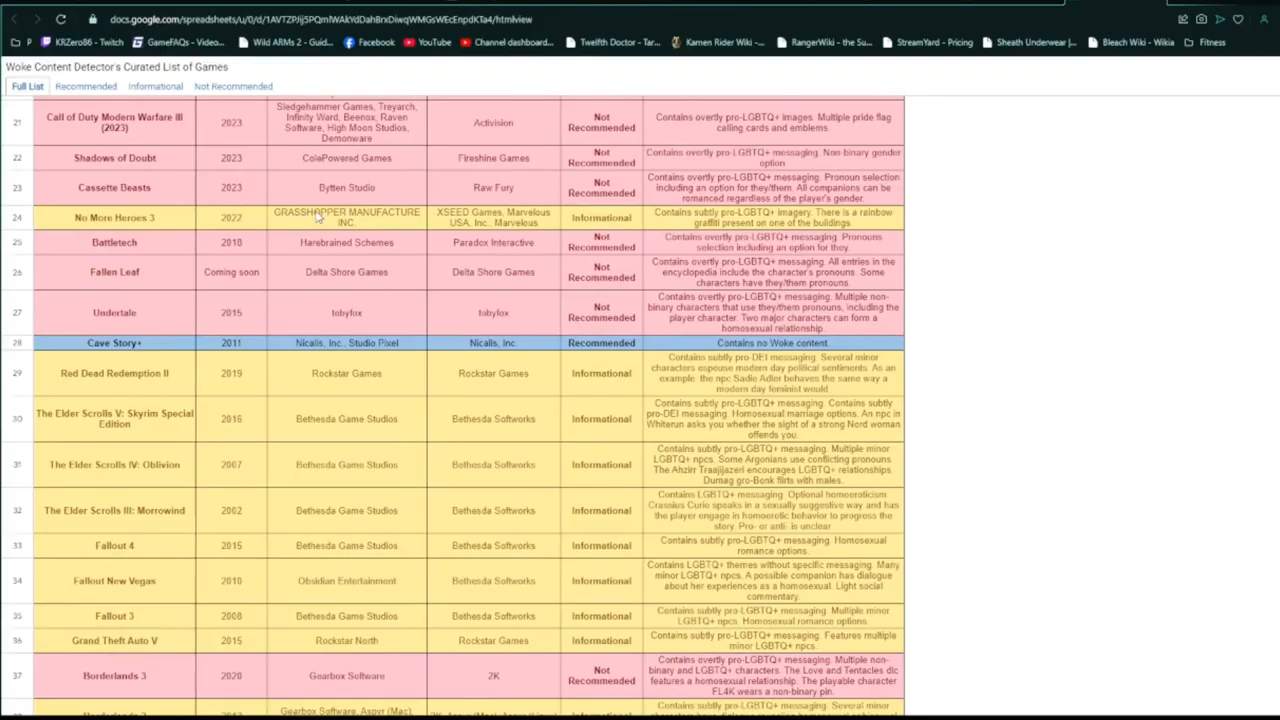 docs.google.com/spreadsheets/u/0/d/1AVTZPJij5PQmlWAkYdDahBrxDiwqWMGsWEcEnpdKTa4/htmlview
P
KRZero86 - Twitch
GameFAQs - Video...
Wild ARMs 2 - Guid...
Facebook
YouTube
Channel dashboard...
Twelfth Doctor - Tar...
Kamen Rider Wiki -...
RangerWiki - the Su...
StreamYard - Pricing
Sheath Underwear |...
Bleach Wiki - Wikia
Fitness
Woke Content Detector's Curated List of Games
Full List
Recommended
Informational
Not Recommended
21
Call of Duty Modern Warfare III
(2023)
2023
Sledgehammer Games, Treyarch,
Infinity Ward, Beenox, Raven
Software, High Moon Studios,
Demonware
Activision
Not
Recommended
Contains overtly pro-LGBTQ+ images. Multiple pride flag
calling cards and emblems
22
Shadows of Doubt
2023
ColePowered Games
Fireshine Games
Not
Recommended
Contains overtly pro-LGBTQ+ messaging. Non-binary gender
option
23
Cassette Beasts
2023
Bytten Studio
Raw Fury
Not
Recommended
Contains overtly pro-LGBTQ+ messaging. Pronoun selection
including an option for they/them. All companions can be
romanced regardless of the player's gender.
24
No More Heroes 3
2022
GRASSHOPPER MANUFACTURE
INC.
XSEED Games, Marvelous
USA, Inc., Marvelous
Informational
Contains subtly pro-LGBTQ+ imagery. There is a rainbow
graffiti present on one of the buildings
25
Battletech
2018
Harebrained Schemes
Paradox Interactive
Not
Recommended
Contains overtly pro-LGBTQ+ messaging. Pronouns
selection including an option for they.
26
Fallen Leaf
Coming soon
Delta Shore Games
Delta Shore Games
Not
Recommended
Contains overtly pro-LGBTQ+ messaging. All entries in the
encyclopedia include the character's pronouns. Some
characters have they/them pronouns.
27
Undertale
2015
tobyfox
tobyfox
Not
Recommended
Contains overtly pro-LGBTQ+ messaging. Multiple non-
binary characters that use they/them pronouns, including the
player character. Two major characters can form a
homosexual relationship.
28
Cave Story+
2011
Nicalis, Inc., Studio Pixel
Nicalis, Inc.
Recommended
Contains no Woke content.
29
Red Dead Redemption II
2019
Rockstar Games
Rockstar Games
Informational
Contains subtly pro-DEI messaging. Several minor
characters espouse modern day political sentiments. As an
example, the npc Sadie Adler behaves the same way a
modern day feminist would
30
The Elder Scrolls V: Skyrim Special
Edition
2016
Bethesda Game Studios
Bethesda Softworks
Informational
Contains subtly pro-LGBTQ+ messaging. Contains subtly
pro-DEI messaging. Homosexual marriage options. An npc in
Whiterun asks you whether the sight of a strong Nord woman
offends you.
31
The Elder Scrolls IV: Oblivion
2007
Bethesda Game Studios
Bethesda Softworks
Informational
Contains subtly pro-LGBTQ+ messaging. Multiple minor
LGBTQ+ npcs. Some Argonians use conflicting pronouns
The Ahzirr Traajijazeri encourages LGBTQ+ relationships.
Dumag gro-Bonk flirts with males.
32
The Elder Scrolls III: Morrowind
2002
Bethesda Game Studios
Bethesda Softworks
Informational
Contains LGBTQ+ messaging. Optional homoeroticism
Crassius Curio speaks in a sexually suggestive way and has
the player engage in homoerotic behavior to progress the
story. Pro- or anti- is unclear
33
Fallout 4
2015
Bethesda Game Studios
Bethesda Softworks
Informational
Contains subtly pro-LGBTQ+ messaging. Homosexual
romance options.
34
Fallout New Vegas
2010
Obsidian Entertainment
Bethesda Softworks
Informational
Contains LGBTQ+ themes without specific messaging. Many
minor LGBTQ+ npcs. A possible companion has dialogue
about her experiences as a homosexual. Light social
commentary.
35
Fallout 3
2008
Bethesda Game Studios
Bethesda Softworks
Informational
Contains subtly pro-LGBTQ+ messaging. Multiple minor
LGBTQ+ npcs. Homosexual romance options.
36
Grand Theft Auto V
2015
Rockstar North
Rockstar Games
Informational
Contains subtly pro-LGBTQ+ messaging. Features multiple
minor LGBTQ+ npcs.
37
Borderlands 3
2020
Gearbox Software
2K
Not
Recommended
Contains overtly pro-LGBTQ+ messaging. Multiple non-
binary and LGBTQ+ characters. The Love and Tentacles dlc
features a homosexual relationship. The playable character
FL4K wears a non-binary pin.
Gearbox Software, Aspyr (Mac),
Contains subtly pro-LGBTQ+ messaging. Several minor